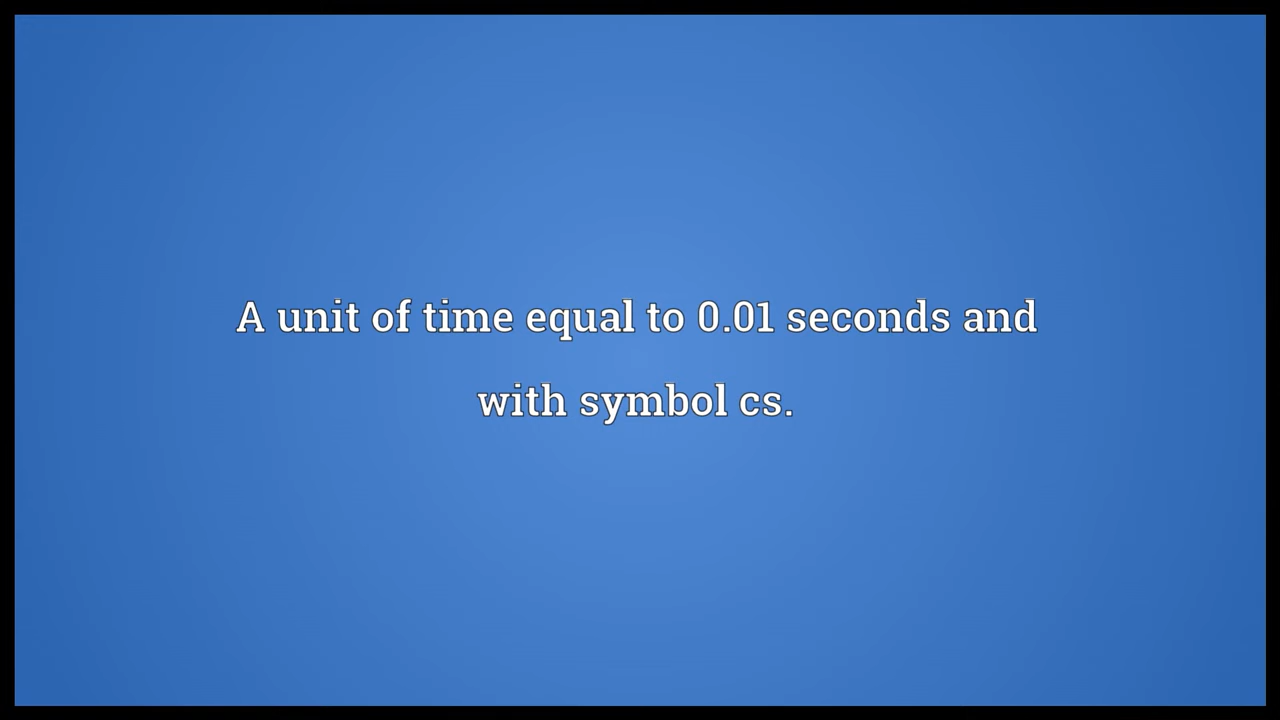 A unit of time equal to 0.01 seconds and
with symbol cs.